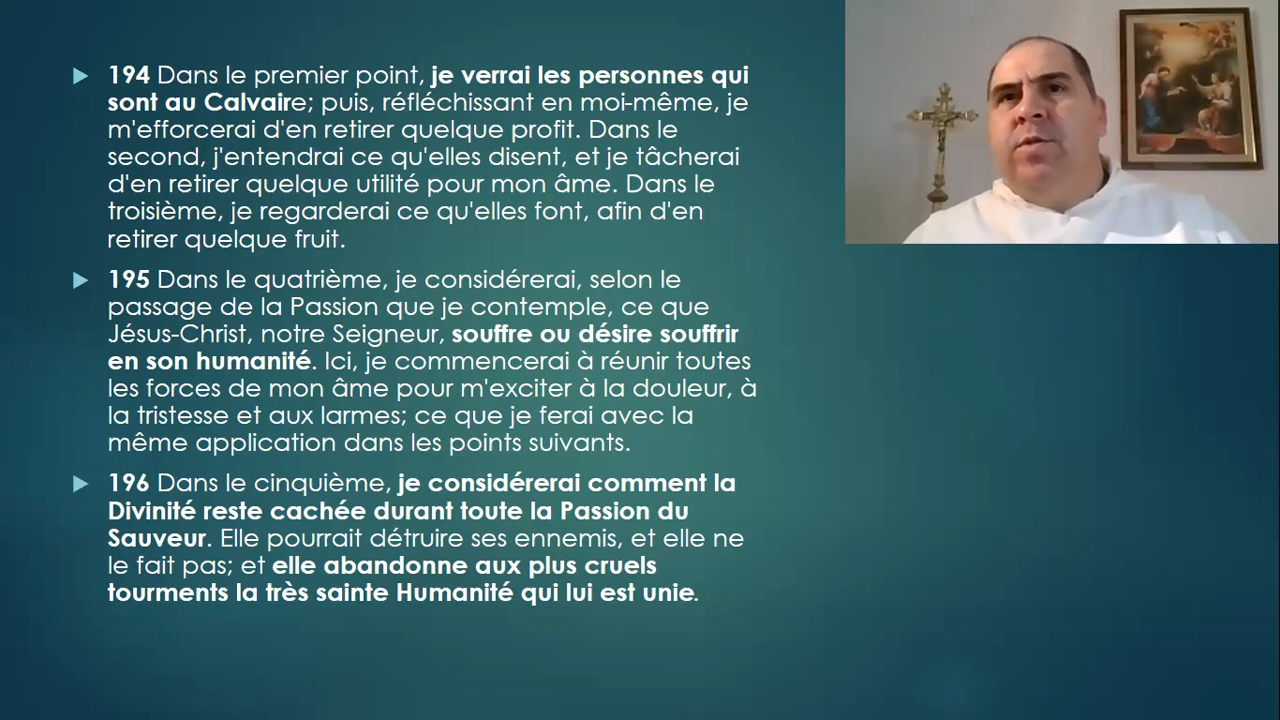 194 Dans le premier point, je verrai les personnes qui
sont au Calvaire; puis, réfléchissant en moi-même, je
m'efforcerai d'en retirer quelque profit. Dans le
second, j'entendrai ce qu'elles disent, et je tâcherai
d'en retirer quelque utilité pour mon âme. Dans le
troisième, je regarderai ce qu'elles font, afin d'en
retirer quelque fruit.
195 Dans le quatrième, je considérerai, selon le
passage de la Passion que je contemple, ce que
Jésus-Christ, notre Seigneur, souffre ou désire souffrir
en son humanité. Ici, je commencerai à réunir toutes
les forces de mon âme pour m'exciter à la douleur, à
la tristesse et aux larmes; ce que je ferai avec la
même application dans les points suivants.
196 Dans le cinquième, je considérerai comment la
Divinité reste cachée durant toute la Passion du
Sauveur. Elle pourrait détruire ses ennemis, et elle ne
le fait pas; et elle abandonne aux plus cruels
tourments la très sainte Humanité qui lui est unie.